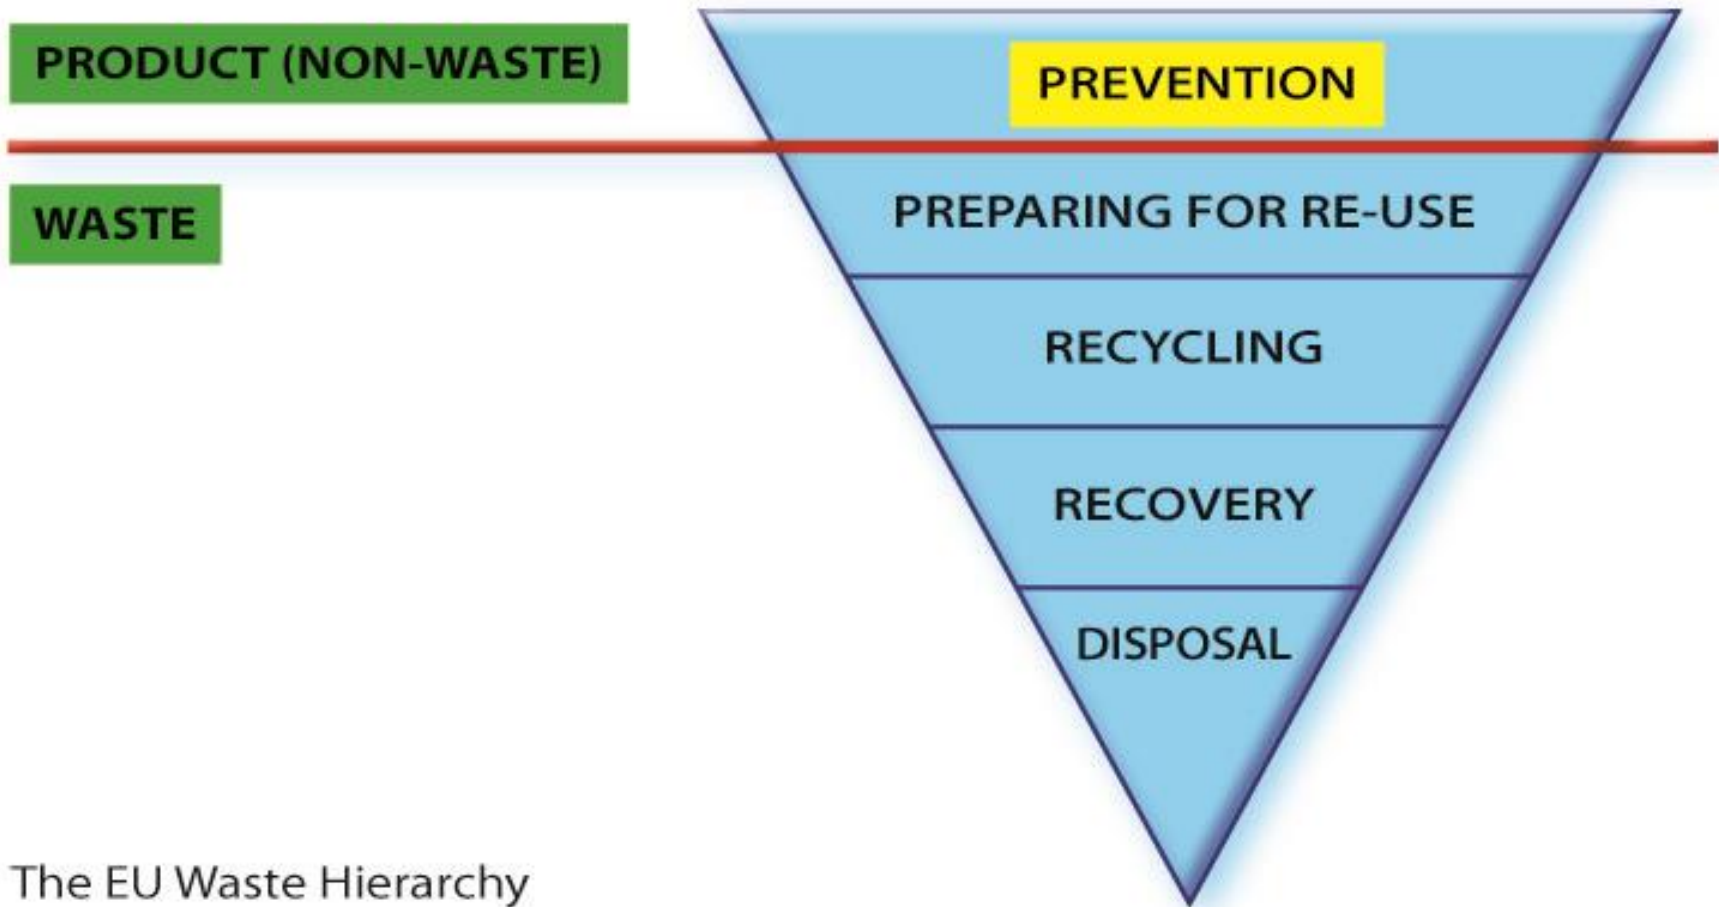 PRODUCT (NON-WASTE)
PREVENTION
WASTE
PREPARING FOR RE-USE
RECYCLING
RECOVERY
DISPOSAL
The EU Waste Hierarchy